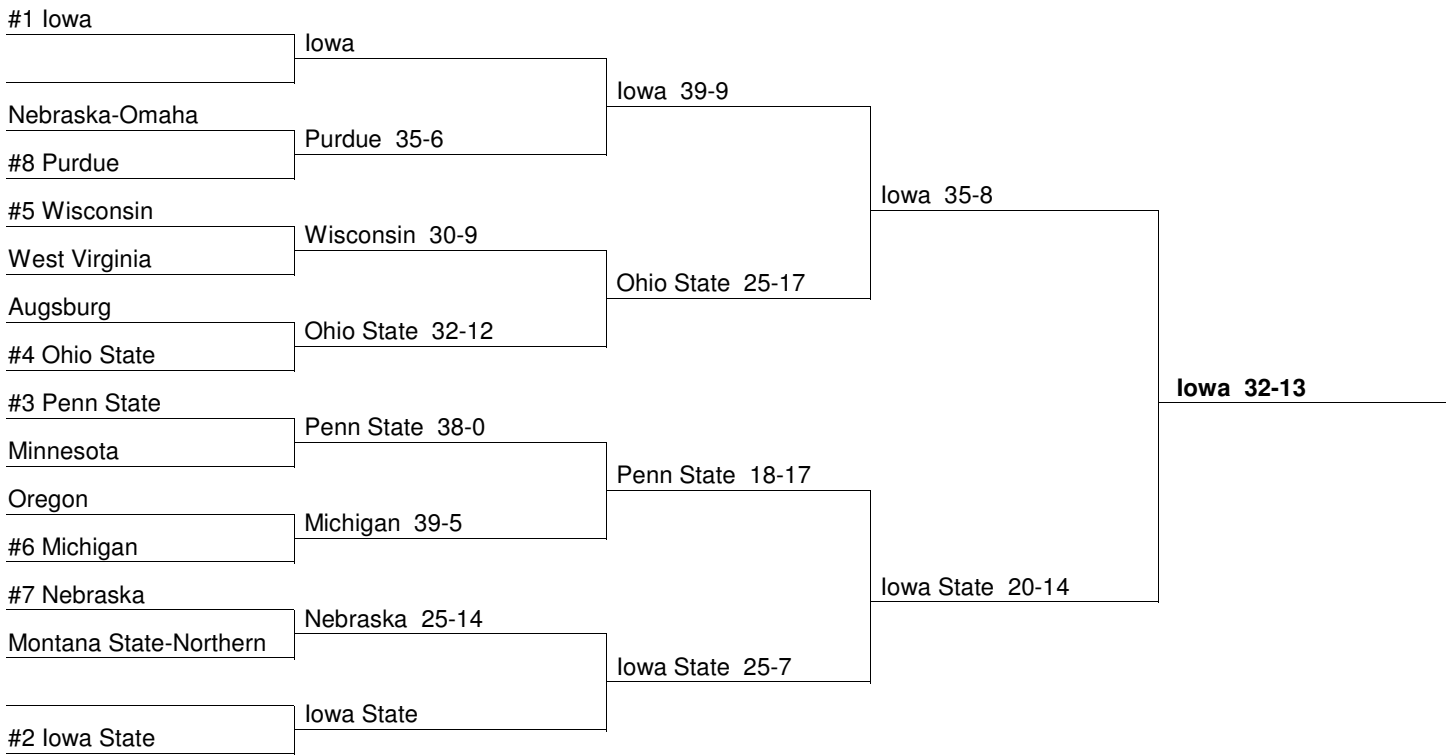 #1 Iowa
Iowa
Iowa 39-9
Nebraska-Omaha
Purdue 35-6
#8 Purdue
Iowa 35-8
#5 Wisconsin
Wisconsin 30-9
West Virginia
Ohio State 25-17
Augsburg
Ohio State 32-12
#4 Ohio State
Iowa 32-13
#3 Penn State
Penn State 38-0
Minnesota
Penn State 18-17
Oregon
Michigan 39-5
#6 Michigan
Iowa State 20-14
#7 Nebraska
Nebraska 25-14
Montana State-Northern
Iowa State 25-7
Iowa State
#2 Iowa State